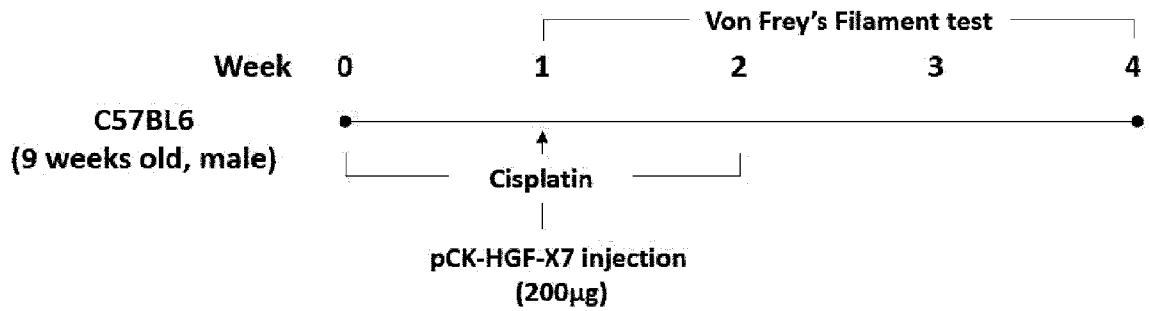 Von Frey's Filament test
Week 0 1 2 3 4
C57BL6
(9 weeks old, male)
Cisplatin
pCK-HGF-X7 injection
(200µg)